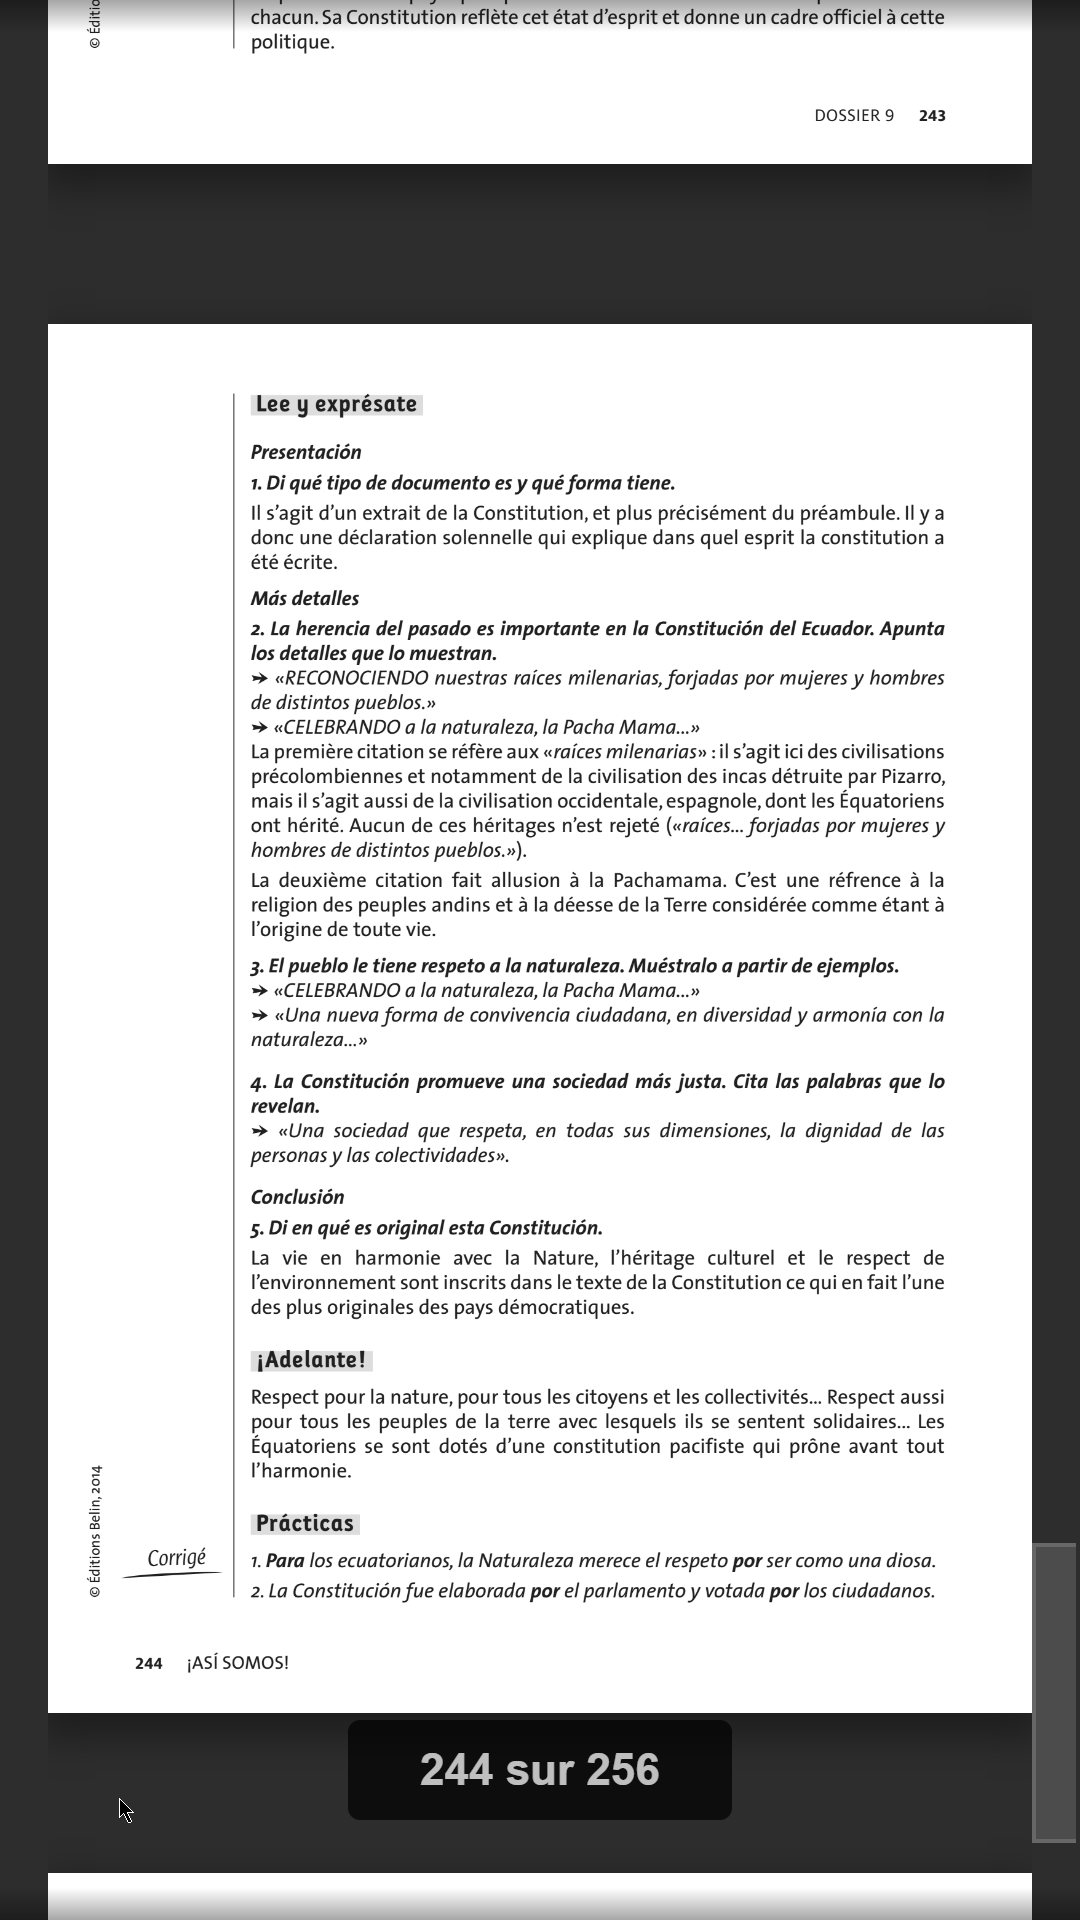 chacun. Sa Constitution reflète cet état d'esprit et donne un cadre officiel à cette
politique.
© Éditio
DOSSIER 9 243
Lee y exprésate
Presentación
1. Di qué tipo de documento es y qué forma tiene.
Il s'agit d'un extrait de la Constitution, et plus précisément du préambule. Il y a
donc une déclaration solennelle qui explique dans quel esprit la constitution a
été écrite.
Más detalles
2. La herencia del pasado es importante en la Constitución del Ecuador. Apunta
los detalles que lo muestran.
➛ «RECONOCIENDO nuestras raíces milenarias, forjadas por mujeres y hombres
de distintos pueblos.»
➛ «CELEBRANDO a la naturaleza, la Pacha Mama...»
La première citation se réfère aux «raíces milenarias» : il s'agit ici des civilisations
précolombiennes et notamment de la civilisation des incas détruite par Pizarro,
mais il s'agit aussi de la civilisation occidentale, espagnole, dont les Équatoriens
ont hérité. Aucun de ces héritages n'est rejeté («raíces... forjadas por mujeres y
hombres de distintos pueblos.»).
La deuxième citation fait allusion à la Pachamama. C'est une réfrence à la
religion des peuples andins et à la déesse de la Terre considérée comme étant à
l'origine de toute vie.
3. El pueblo le tiene respeto a la naturaleza. Muéstralo a partir de ejemplos.
➛ «CELEBRANDO a la naturaleza, la Pacha Mama...»
➛ «Una nueva forma de convivencia ciudadana, en diversidad y armonía con la
naturaleza...»
4. La Constitución promueve una sociedad más justa. Cita las palabras que lo
revelan.
➛ «Una sociedad que respeta, en todas sus dimensiones, la dignidad de las
personas y las colectividades».
Conclusión
5. Di en qué es original esta Constitución.
La vie en harmonie avec la Nature, l'héritage culturel et le respect de
l'environnement sont inscrits dans le texte de la Constitution ce qui en fait l'une
des plus originales des pays démocratiques.
¡Adelante!
Respect pour la nature, pour tous les citoyens et les collectivités... Respect aussi
pour tous les peuples de la terre avec lesquels ils se sentent solidaires... Les
Équatoriens se sont dotés d'une constitution pacifiste qui prône avant tout
l'harmonie.
Prácticas
Corrigé
1. Para los ecuatorianos, la Naturaleza merece el respeto por ser como una diosa.
2. La Constitución fue elaborada por el parlamento y votada por los ciudadanos.
© Éditions Belin, 2014
244 ¡ASÍ SOMOS!
244 sur 256